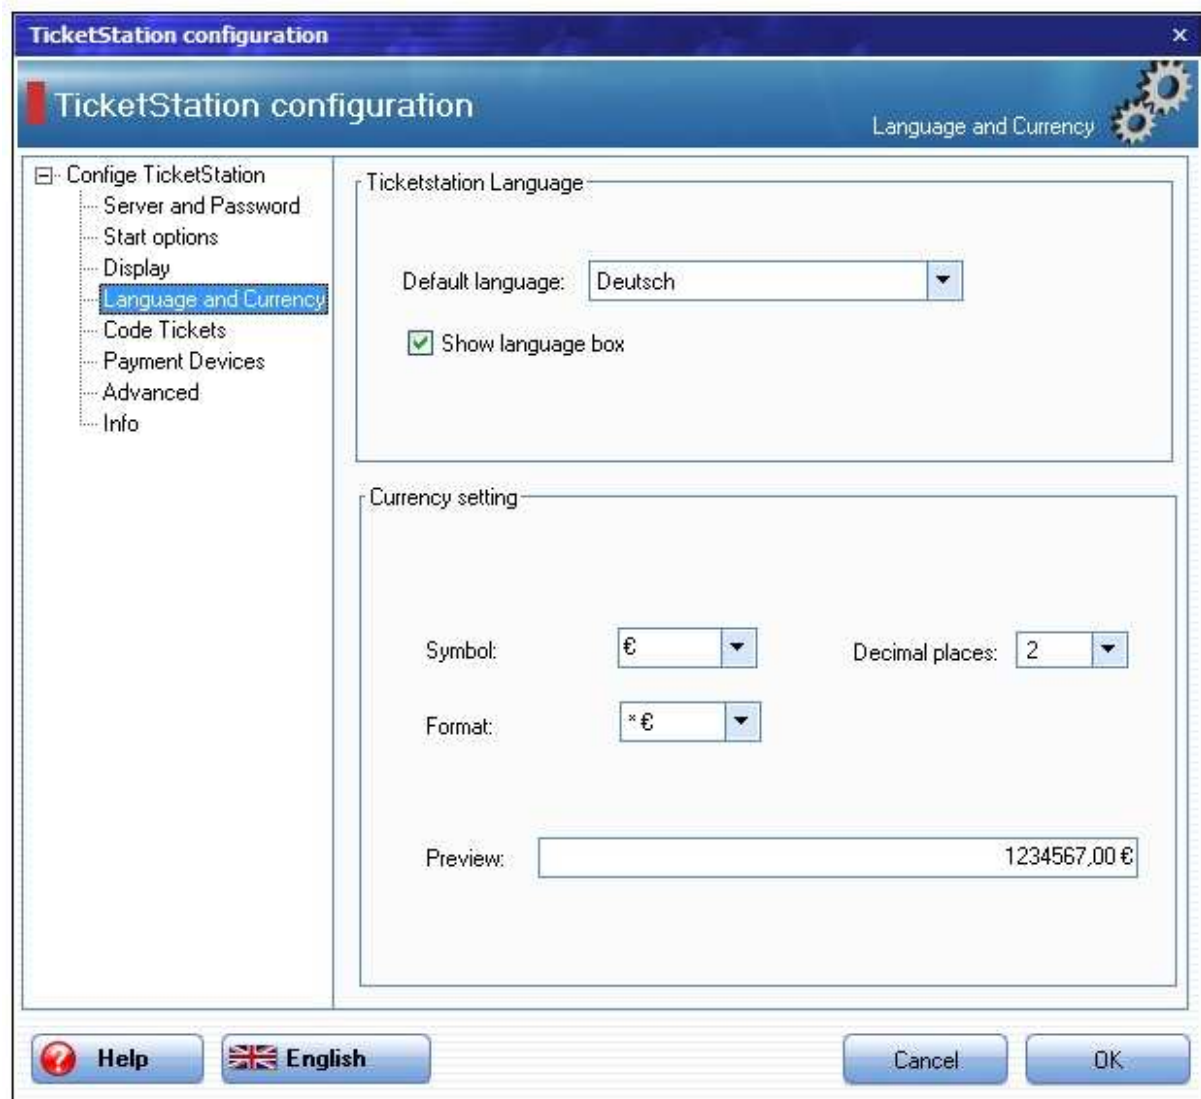 TicketStation configuration
TicketStation configuration
Language and Currency
Confige TicketStation
Server and Password
Start options
Display
Language and Currency
Code Tickets
Payment Devices
Advanced
Info
Ticketstation Language
Default language: Deutsch
Show language box
Currency setting
Symbol: € Decimal places: 2
Format: * €
Preview: 1234567,00 €
Help English Cancel OK